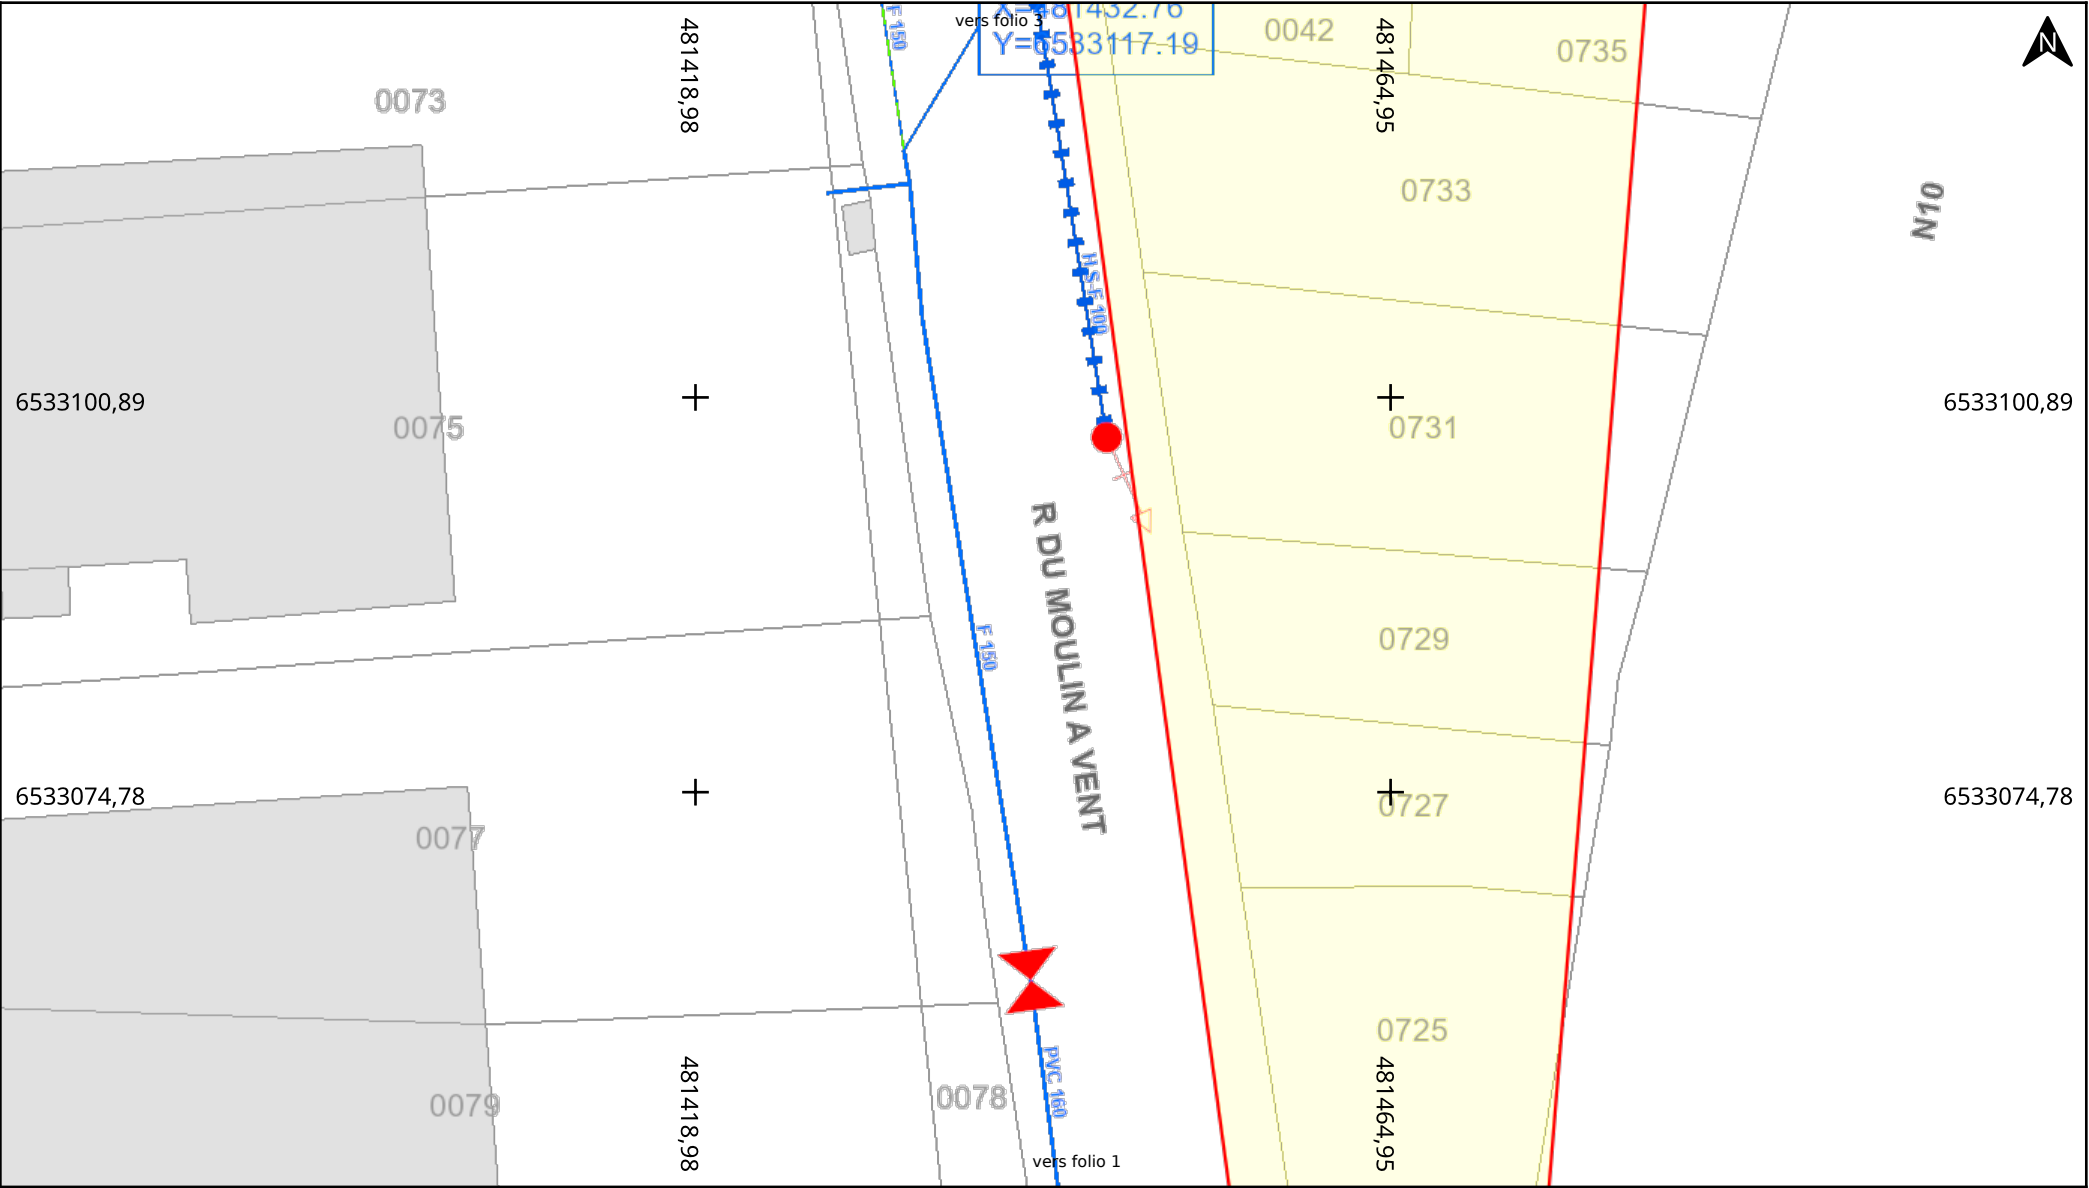 vers folio 3
X=481432.76
Y=6533117.19
F 150
481418,98
481464,95
0042
0735
N
0073
0733
N10
H S-F 100
6533100,89
6533100,89
0075
0731
R DU MOULIN A VENT
F 150
0729
6533074,78
6533074,78
0727
0077
0725
PVC 160
481418,98
481464,95
0078
0079
vers folio 1